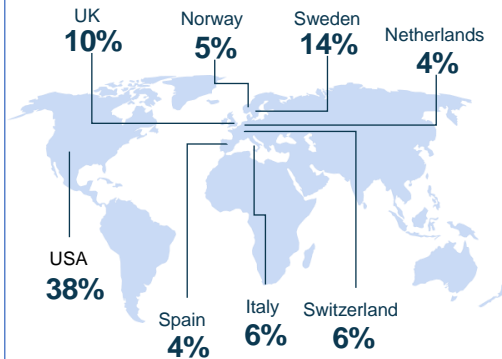 UK
10%
Norway
5%
Sweden
14%
Netherlands
4%
USA
38%
Spain
4%
Italy
6%
Switzerland
6%